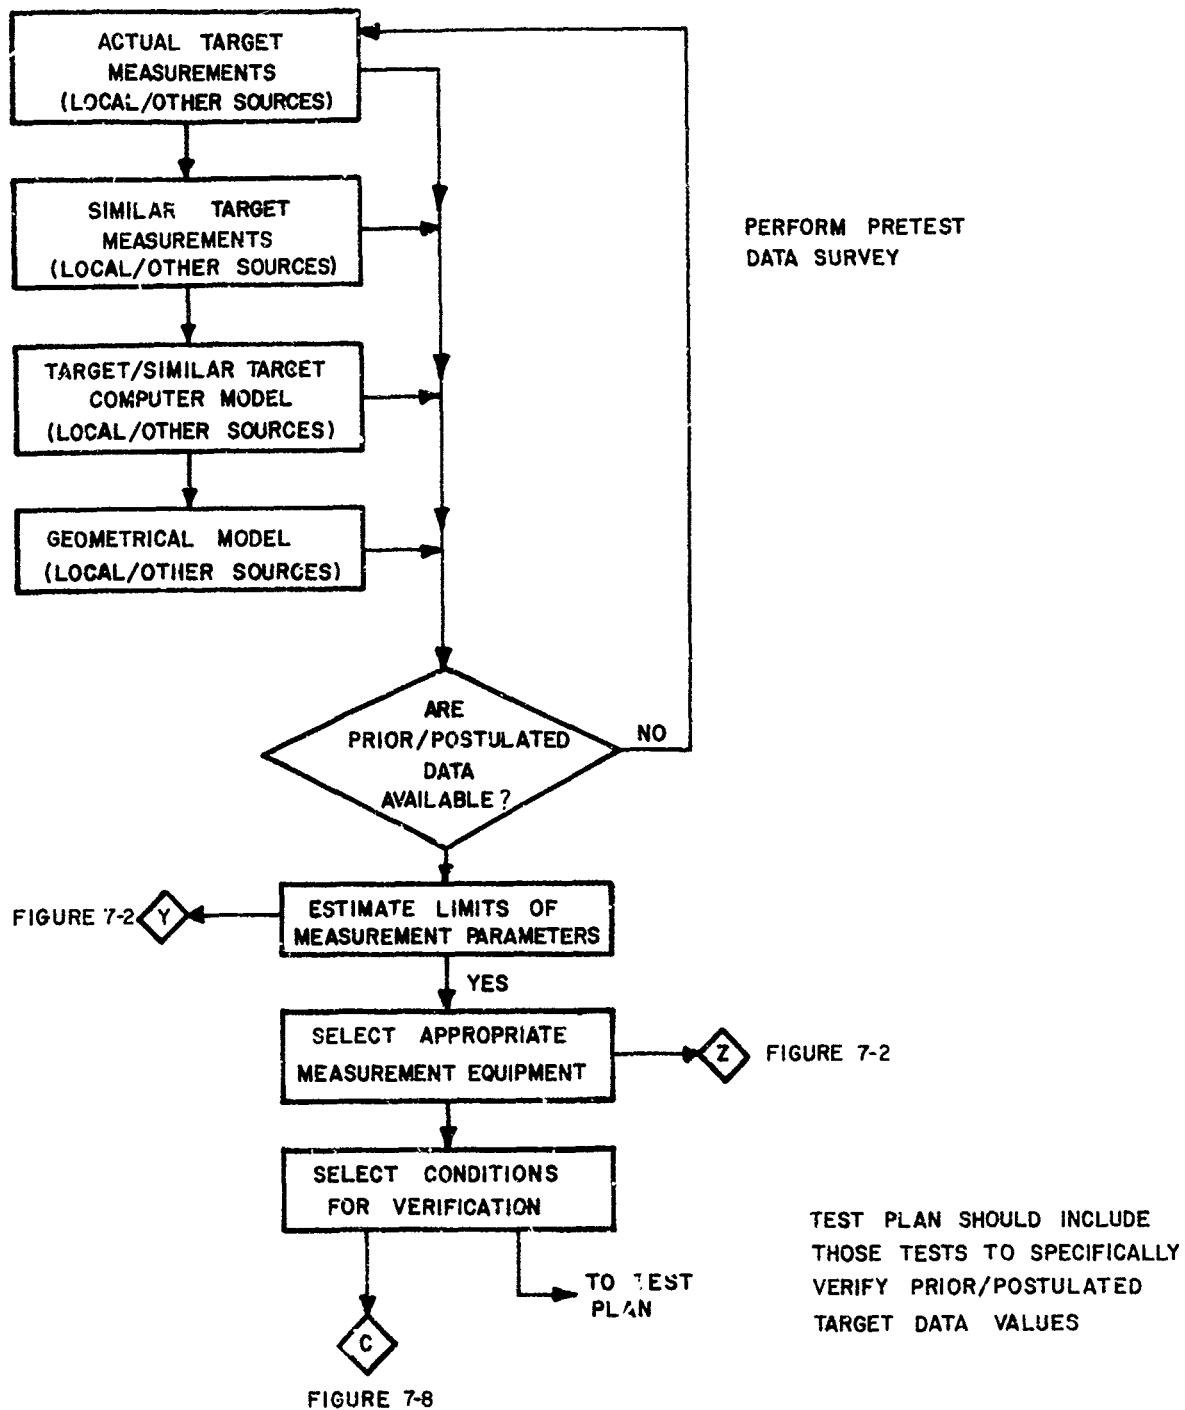 ACTUAL TARGET
MEASUREMENTS
(LOCAL/OTHER SOURCES)
SIMILAR TARGET
MEASUREMENTS
(LOCAL/OTHER SOURCES)
PERFORM PRETEST
DATA SURVEY
TARGET/SIMILAR TARGET
COMPUTER MODEL
(LOCAL/OTHER SOURCES)
GEOMETRICAL MODEL
(LOCAL/OTHER SOURCES)
ARE
PRIOR/POSTULATED
DATA
AVAILABLE?
NO
ESTIMATE LIMITS OF
MEASUREMENT PARAMETERS
FIGURE 7-2
Y
YES
SELECT APPROPRIATE
MEASUREMENT EQUIPMENT
Z
FIGURE 7-2
SELECT CONDITIONS
FOR VERIFICATION
TO TEST
PLAN
TEST PLAN SHOULD INCLUDE
THOSE TESTS TO SPECIFICALLY
VERIFY PRIOR/POSTULATED
TARGET DATA VALUES
C
FIGURE 7-8